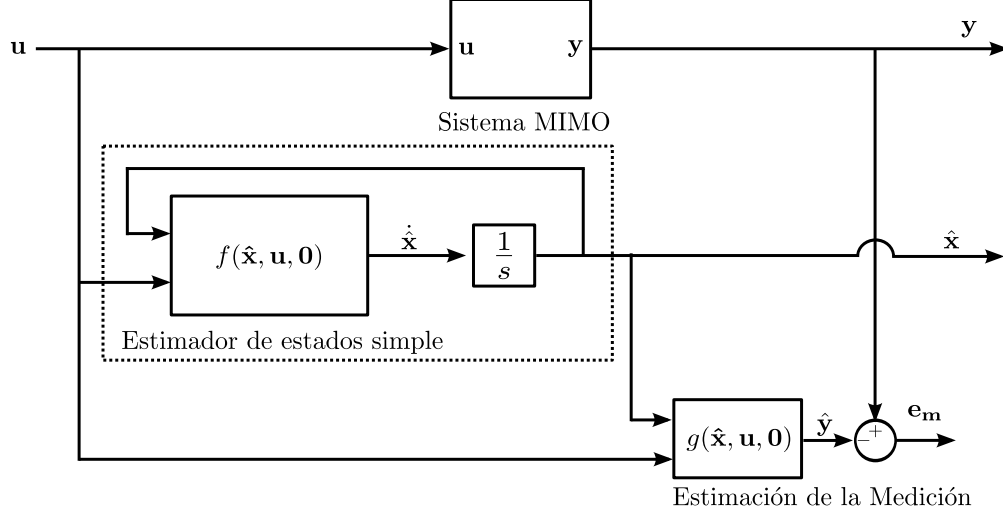 y
u
u
y
Sistema MIMO
f(x̂, u, 0)
ẋ̂
1
s
x̂
Estimador de estados simple
g(x̂, u, 0)
ŷ
+
−
e_m
Estimación de la Medición